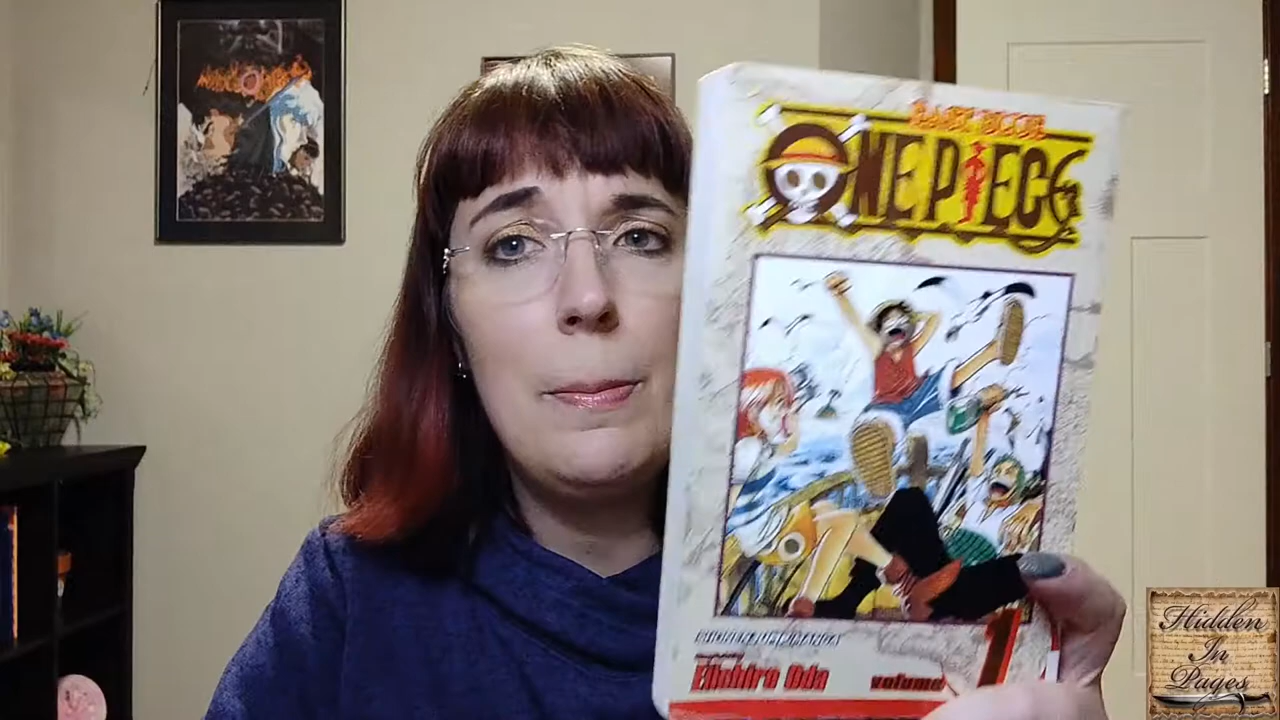 ONE PIECE
Eiichiro Oda
volume 1
Hidden
In
Pages